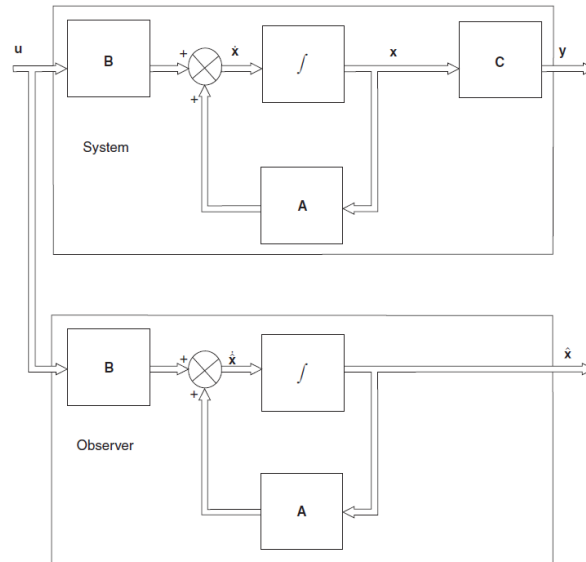 u
B
+
ẋ
∫
x
C
y
+
System
A
B
+
x̂̇
∫
x̂
+
Observer
A